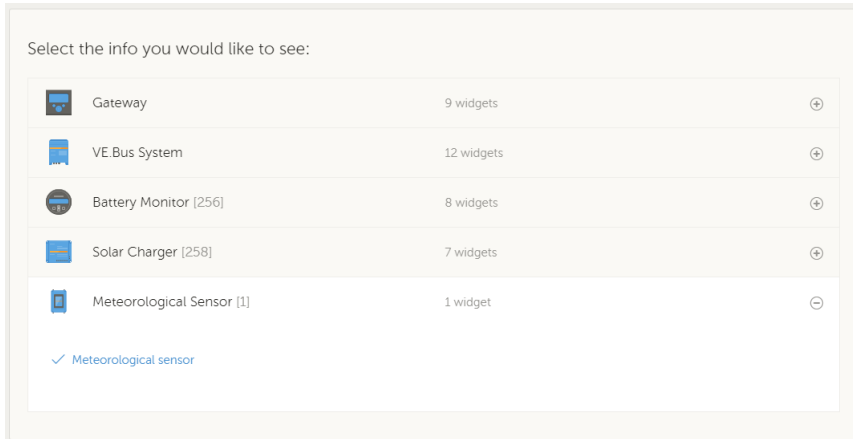 Select the info you would like to see:
Gateway 9 widgets
VE.Bus System 12 widgets
Battery Monitor [256] 8 widgets
Solar Charger [258] 7 widgets
Meteorological Sensor [1] 1 widget
Meteorological sensor